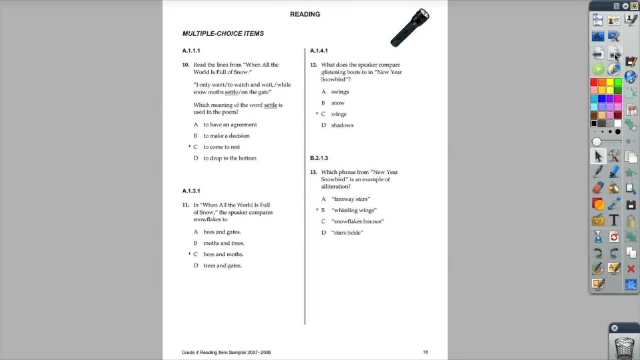 READING
MULTIPLE-CHOICE ITEMS
A.1.1.1
10. Read the lines from "When All the
World Is Full of Snow."
"I only want/to watch and wait,/while
snow moths settle/on the gate"
Which meaning of the word settle is
used in the poem?
A to have an agreement
B to make a decision
* C to come to rest
D to drop to the bottom
A.1.3.1
11. In "When All the World Is Full
of Snow," the speaker compares
snowflakes to
A bees and gates.
B moths and trees.
* C bees and moths.
D trees and gates.
A.1.4.1
12. What does the speaker compare
glistening boots to in "New Year
Snowbird"?
A swings
B snow
* C wings
D shadows
B.2.1.3
13. Which phrase from "New Year
Snowbird" is an example of
alliteration?
A "faraway stars"
* B "whistling wings"
C "snowflakes bounce"
D "stars tickle"
Grade 4 Reading Item Sampler 2007–2008